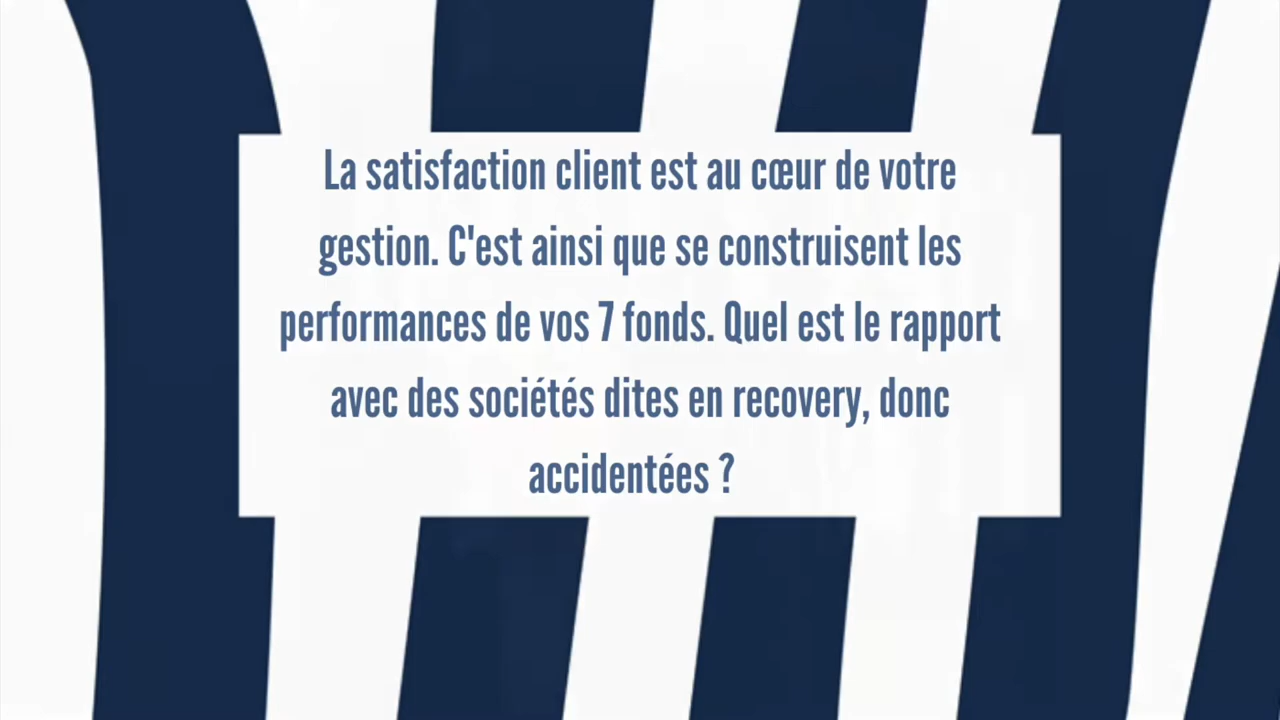 La satisfaction client est au cœur de votre
gestion. C'est ainsi que se construisent les
performances de vos 7 fonds. Quel est le rapport
avec des sociétés dites en recovery, donc
accidentées ?